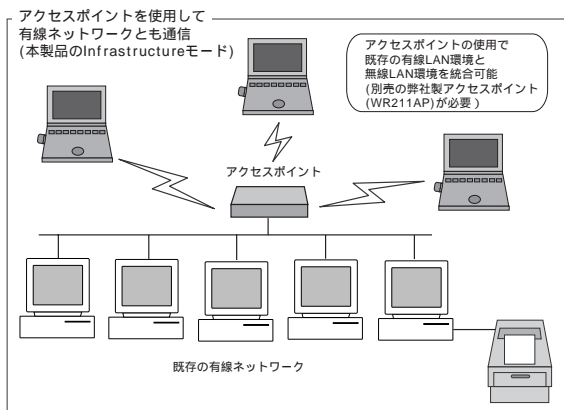 アクセスポイントを使用して
有線ネットワークとも通信
(本製品のInfrastructureモード)
アクセスポイントの使用で
既存の有線LAN環境と
無線LAN環境を統合可能
(別売の弊社製アクセスポイント
(WR211AP)が必要)
アクセスポイント
既存の有線ネットワーク